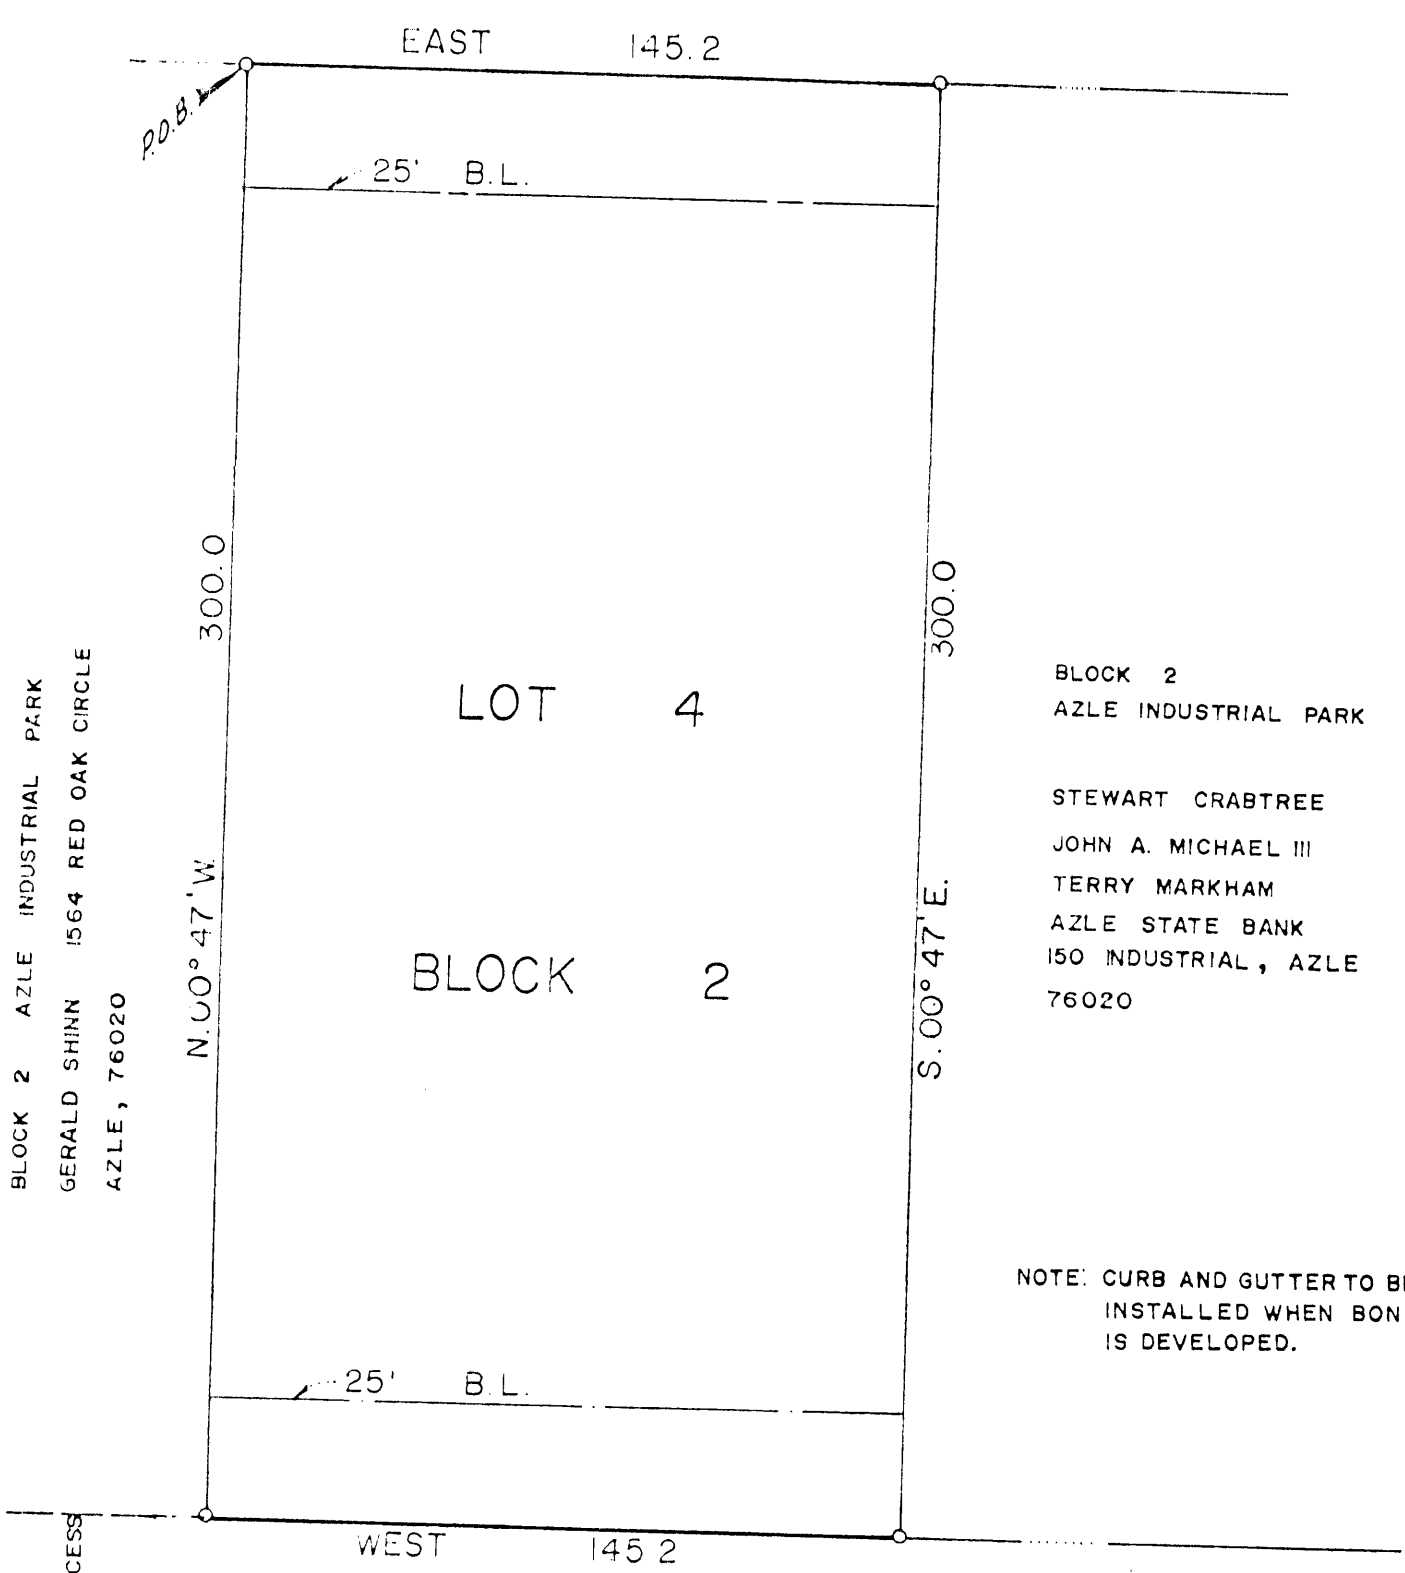 EAST 145.2
P.O.B.
25' B.L.
300.0
N.00°47'W.
300.0
S.00°47'E.
LOT 4
BLOCK 2
BLOCK 2 AZLE INDUSTRIAL PARK
GERALD SHINN 1564 RED OAK CIRCLE
AZLE, 76020
BLOCK 2
AZLE INDUSTRIAL PARK
STEWART CRABTREE
JOHN A. MICHAEL III
TERRY MARKHAM
AZLE STATE BANK
150 INDUSTRIAL, AZLE
76020
NOTE: CURB AND GUTTER TO
INSTALLED WHEN BON
IS DEVELOPED.
25' B.L.
WEST 145 2
CESS